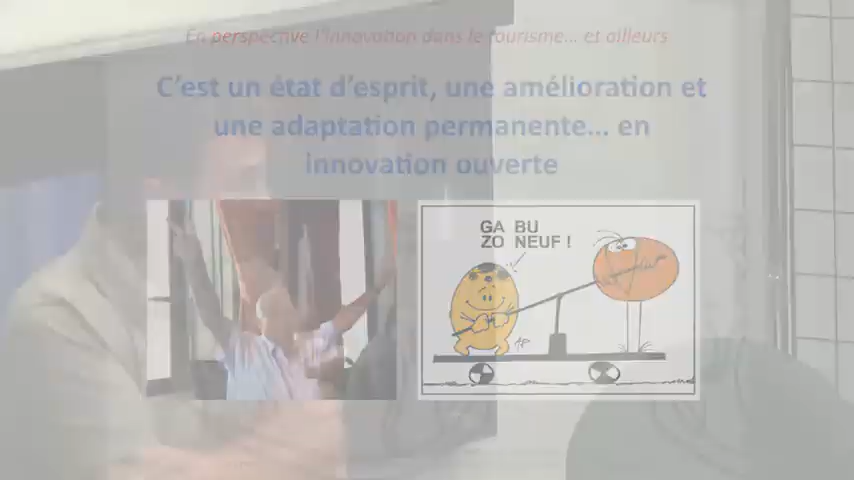 En perspective l'innovation dans le tourisme... et ailleurs
C'est un état d'esprit, une amélioration et
une adaptation permanente... en
innovation ouverte
GA BU
ZO NEUF !